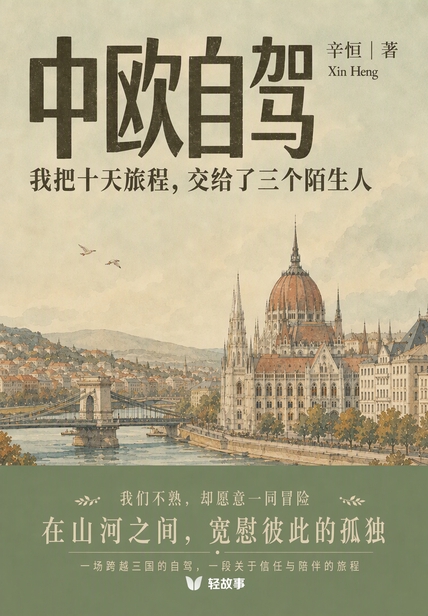 中欧自驾
辛恒｜著
Xin Heng
我把十天旅程，交给了三个陌生人
我们不熟，却愿意一同冒险
在山河之间，宽慰彼此的孤独
一场跨越三国的自驾，一段关于信任与陪伴的旅程
轻故事